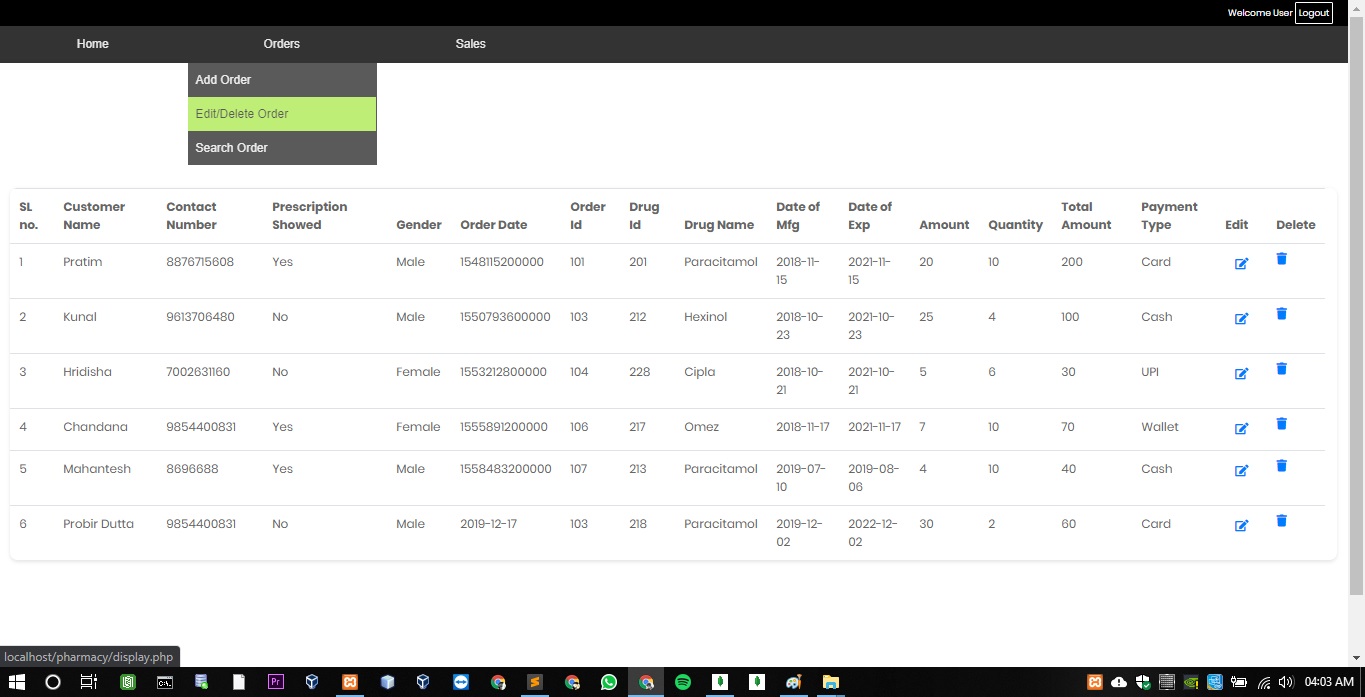 Welcome User Logout
Home Orders Sales
Add Order
Edit/Delete Order
Search Order
SL no. Customer Name Contact Number Prescription Showed Gender Order Date Order Id Drug Id Drug Name Date of Mfg Date of Exp Amount Quantity Total Amount Payment Type Edit Delete
1 Pratim 8876715608 Yes Male 1548115200000 101 201 Paracitamol 2018-11-15 2021-11-15 20 10 200 Card
2 Kunal 9613706480 No Male 1550793600000 103 212 Hexinol 2018-10-23 2021-10-23 25 4 100 Cash
3 Hridisha 7002631160 No Female 1553212800000 104 228 Cipla 2018-10-21 2021-10-21 5 6 30 UPI
4 Chandana 9854400831 Yes Female 1555891200000 106 217 Omez 2018-11-17 2021-11-17 7 10 70 Wallet
5 Mahantesh 8696688 Yes Male 1558483200000 107 213 Paracitamol 2019-07-10 2019-08-06 4 10 40 Cash
6 Probir Dutta 9854400831 No Male 2019-12-17 103 218 Paracitamol 2019-12-02 2022-12-02 30 2 60 Card
localhost/pharmacy/display.php
Pr
04:03 AM